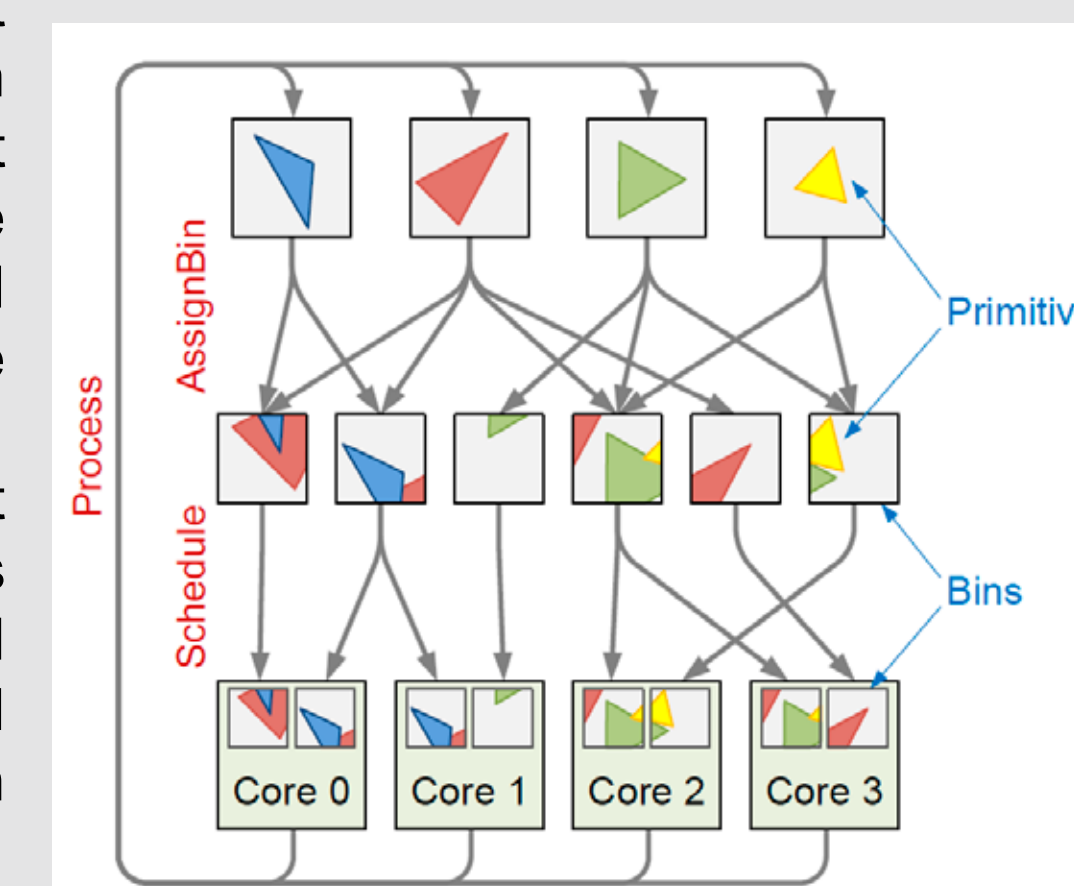 AssignBin
Primitiv
Process
Schedule
Bins
Core 0
Core 1
Core 2
Core 3